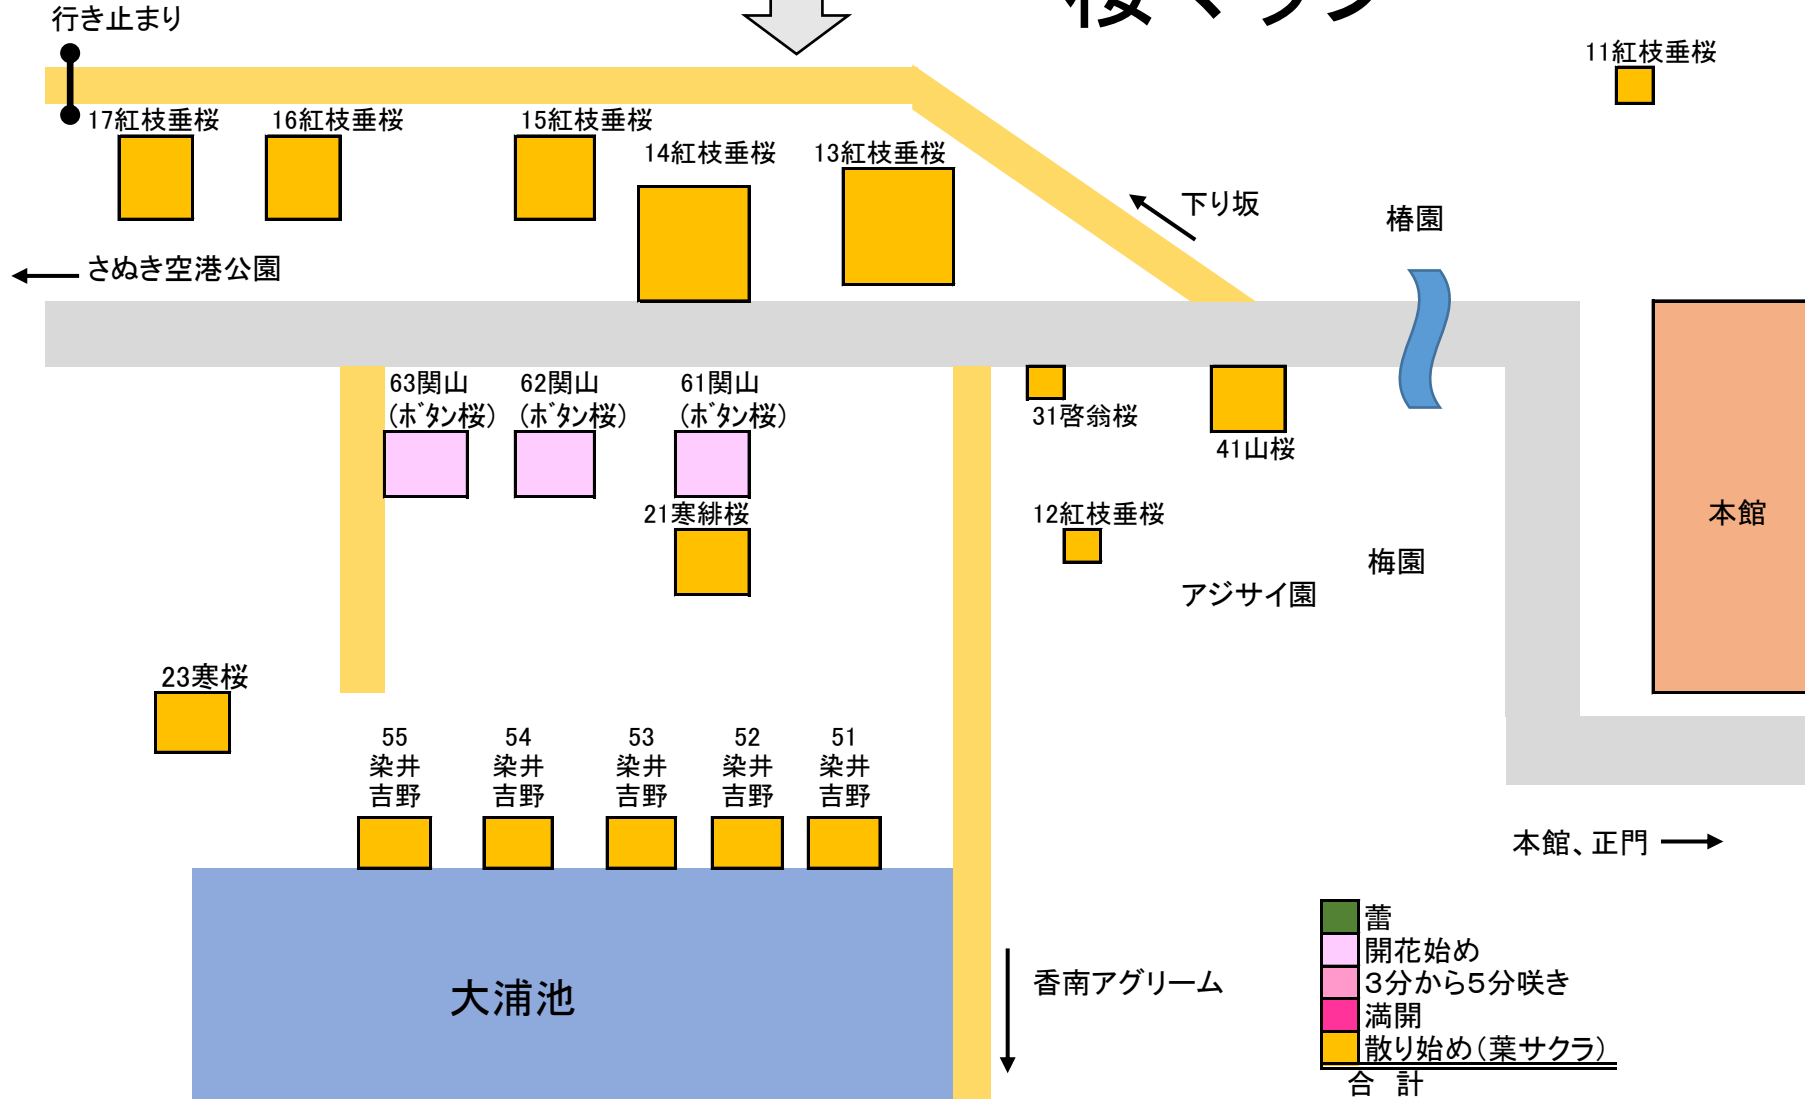 桜マップ
行き止まり
11紅枝垂桜
17紅枝垂桜
16紅枝垂桜
15紅枝垂桜
14紅枝垂桜
13紅枝垂桜
下り坂
椿園
さぬき空港公園
63関山
(ボタン桜)
62関山
(ボタン桜)
61関山
(ボタン桜)
31啓翁桜
41山桜
21寒緋桜
12紅枝垂桜
本館
梅園
アジサイ園
23寒桜
55
染井
吉野
54
染井
吉野
53
染井
吉野
52
染井
吉野
51
染井
吉野
本館、正門
大浦池
香南アグリーム
蕾
開花始め
3分から5分咲き
満開
散り始め(葉サクラ)
合 計